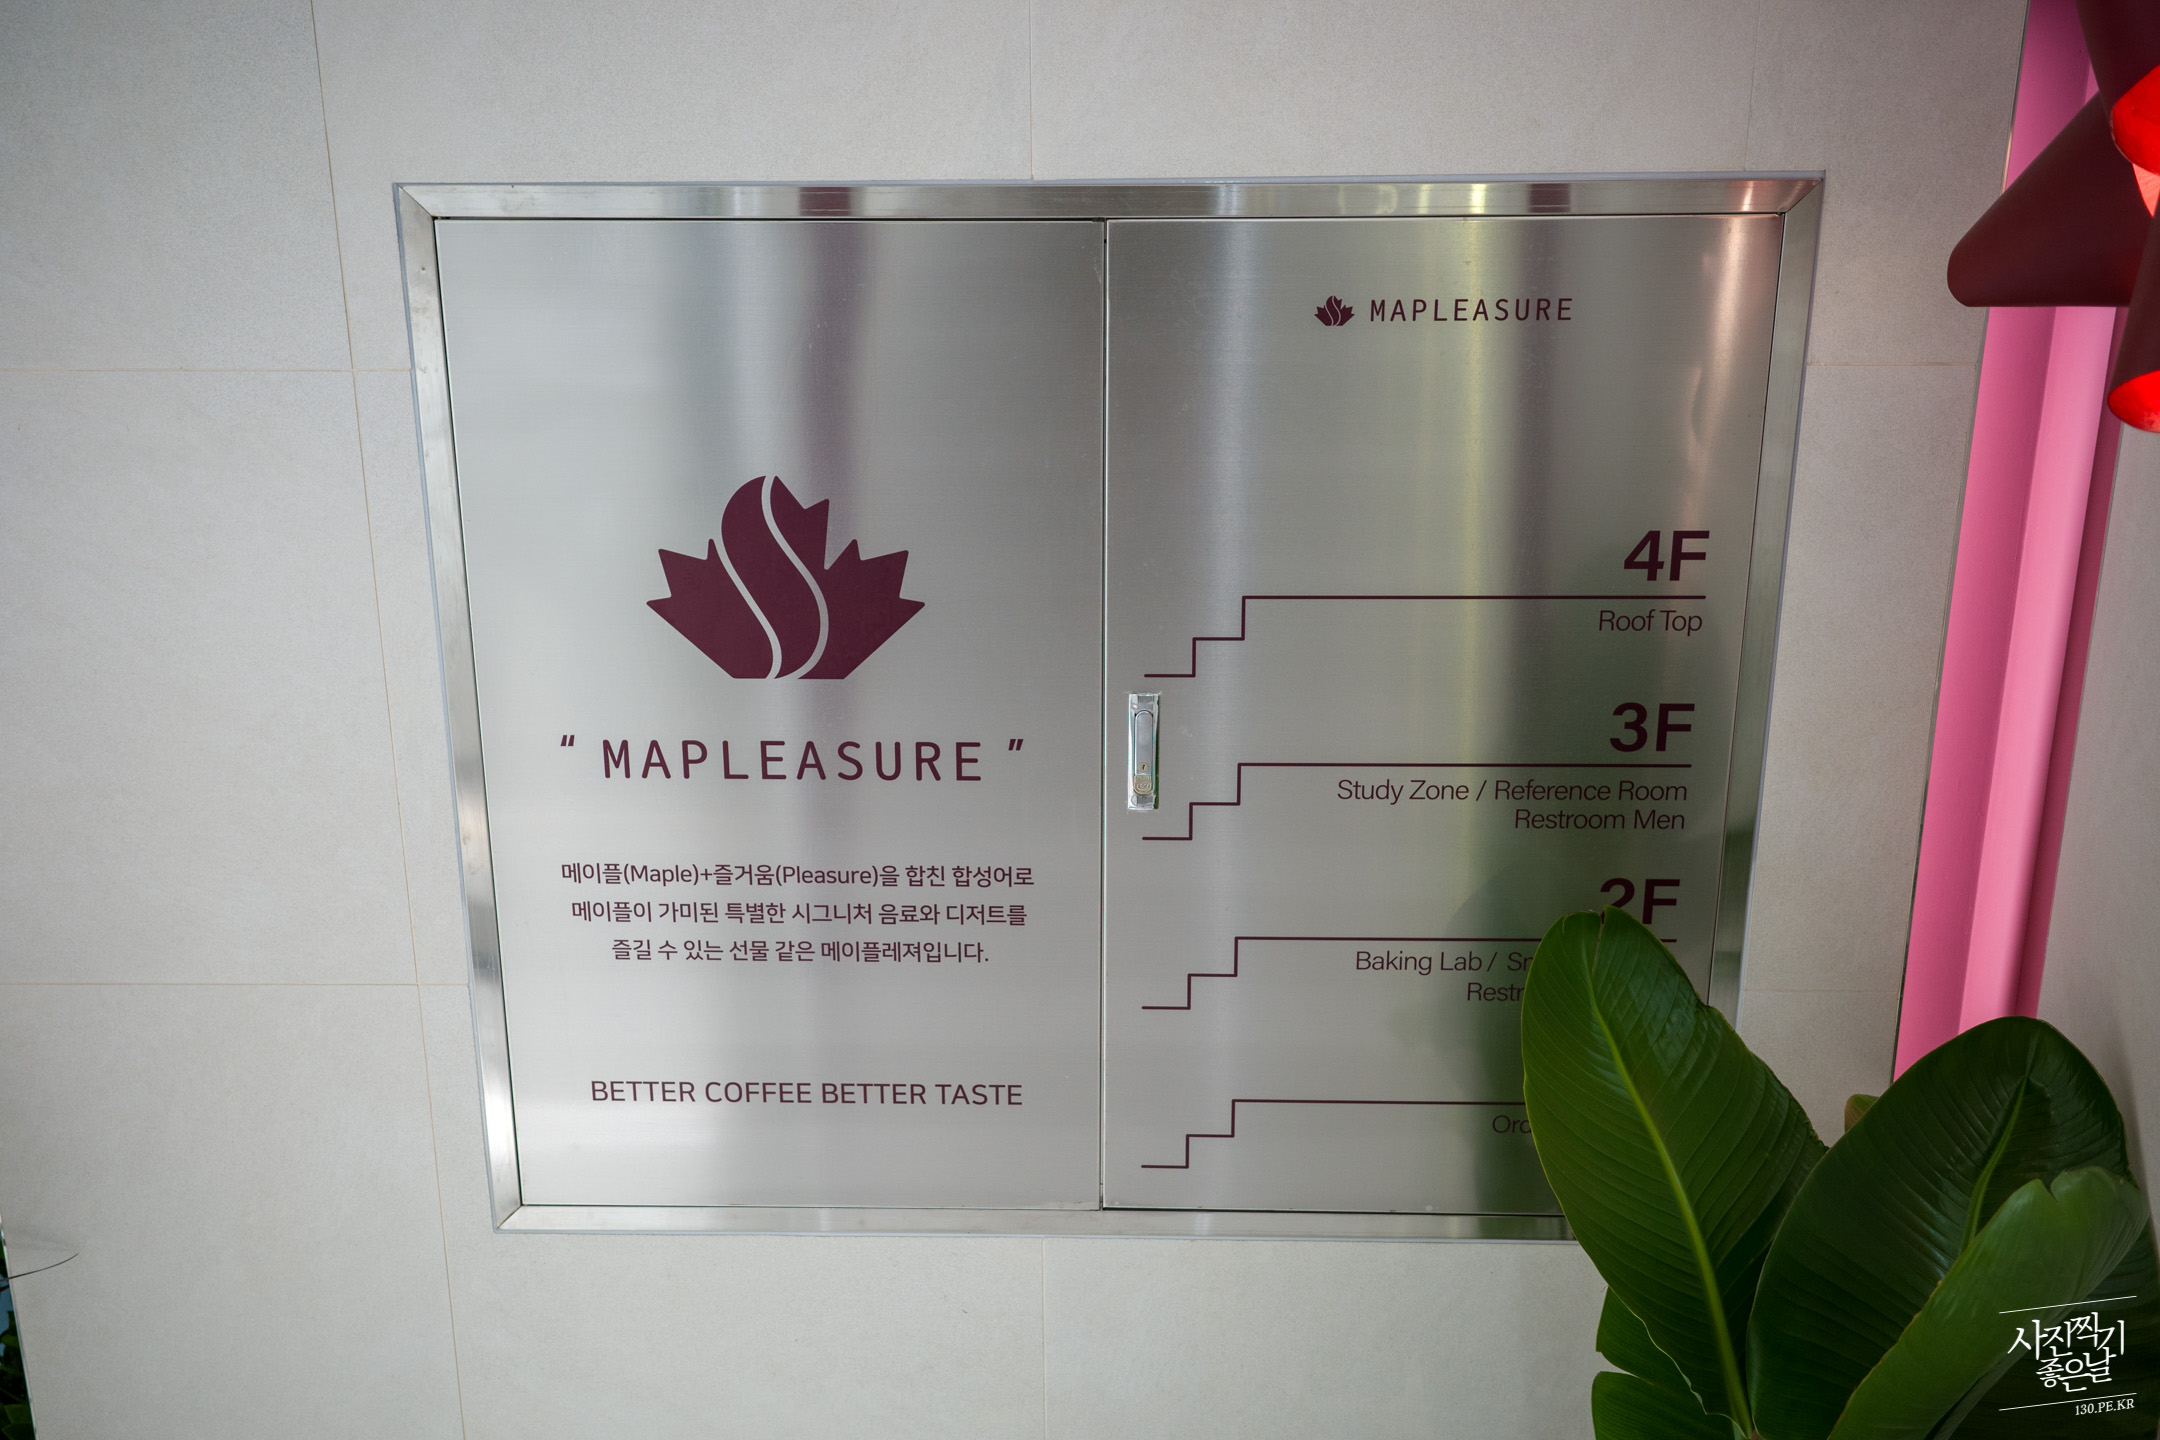 “ MAPLEASURE ”
메이플(Maple)+즐거움(Pleasure)을 합친 합성어로
메이플이 가미된 특별한 시그니처 음료와 디저트를
즐길 수 있는 선물 같은 메이플레져입니다.
BETTER COFFEE BETTER TASTE
MAPLEASURE
4F
Roof Top
3F
Study Zone / Reference Room
Restroom Men
2F
Baking Lab /
사진찍기
좋은날
130.PE.KR